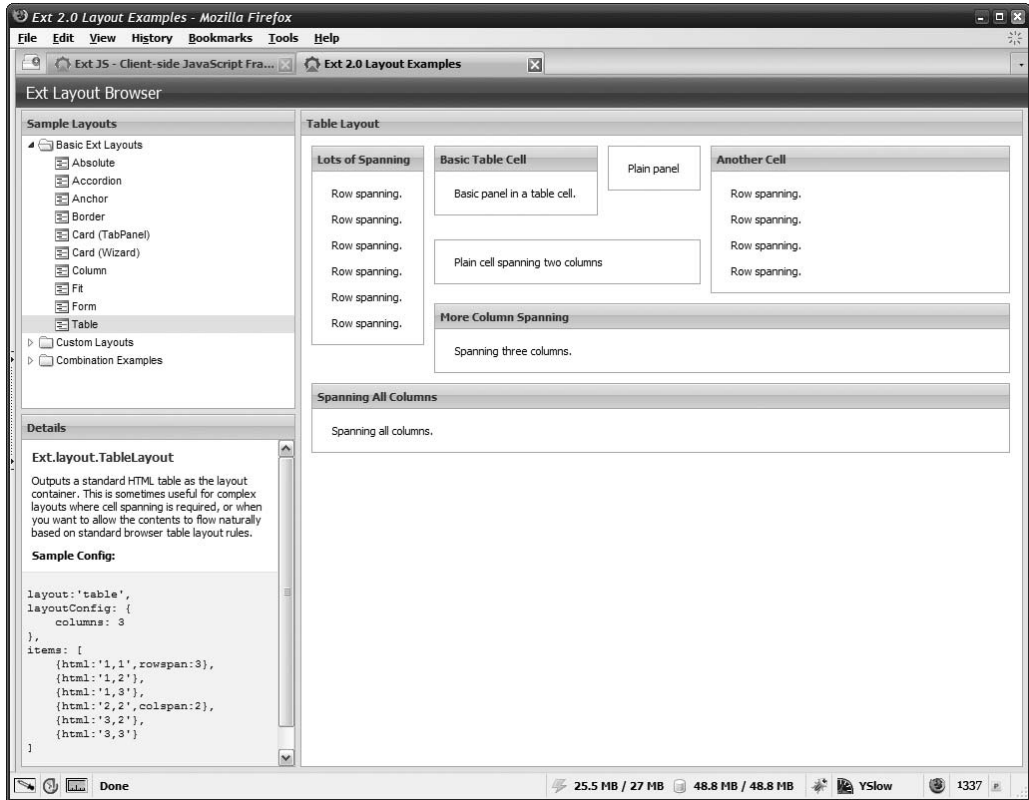 Ext 2.0 Layout Examples - Mozilla Firefox
File Edit View History Bookmarks Tools Help
Ext JS - Client-side JavaScript Fra...
Ext 2.0 Layout Examples
Ext Layout Browser
Sample Layouts
Basic Ext Layouts
Absolute
Accordion
Anchor
Border
Card (TabPanel)
Card (Wizard)
Column
Fit
Form
Table
Custom Layouts
Combination Examples
Details
Ext.layout.TableLayout
Outputs a standard HTML table as the layout
container. This is sometimes useful for complex
layouts where cell spanning is required, or when
you want to allow the contents to flow naturally
based on standard browser table layout rules.
Sample Config:
layout:'table',
layoutConfig: {
    columns: 3
},
items: [
    {html:'1,1',rowspan:3},
    {html:'1,2'},
    {html:'1,3'},
    {html:'2,2',colspan:2},
    {html:'3,2'},
    {html:'3,3'}
]
Table Layout
Lots of Spanning
Row spanning.
Row spanning.
Row spanning.
Row spanning.
Row spanning.
Row spanning.
Basic Table Cell
Basic panel in a table cell.
Plain panel
Another Cell
Row spanning.
Row spanning.
Row spanning.
Row spanning.
Plain cell spanning two columns
More Column Spanning
Spanning three columns.
Spanning All Columns
Spanning all columns.
Done
25.5 MB / 27 MB
48.8 MB / 48.8 MB
YSlow
1337